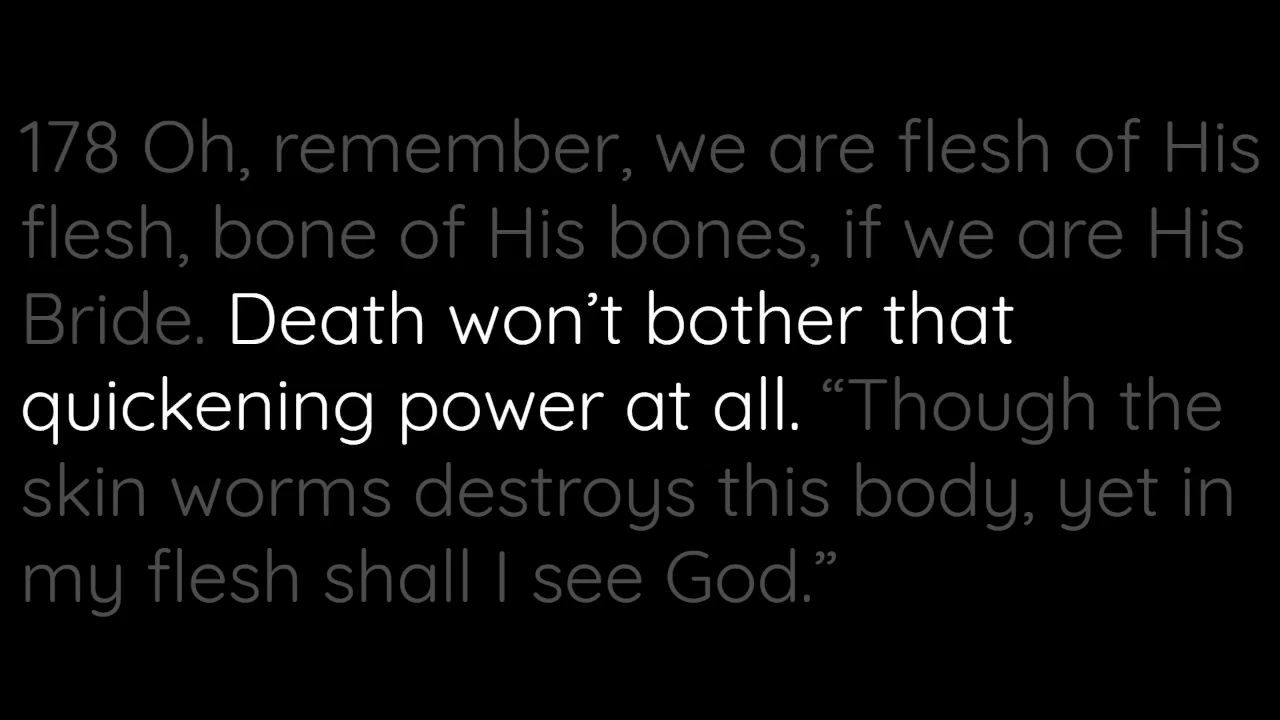 178 Oh, remember, we are flesh of His
flesh, bone of His bones, if we are His
Bride. Death won’t bother that
quickening power at all. “Though the
skin worms destroys this body, yet in
my flesh shall I see God.”